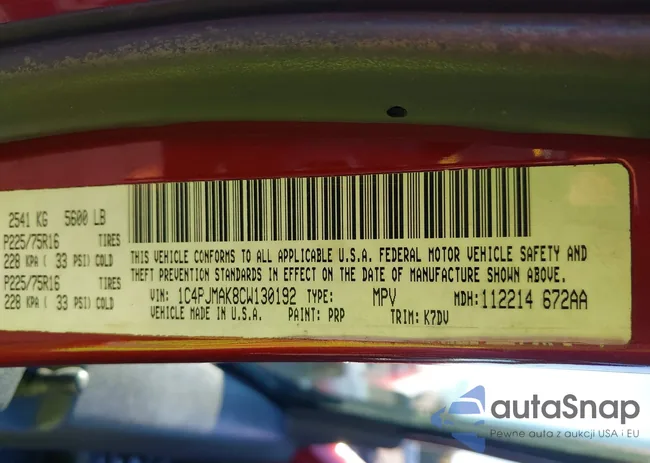 2541 KG 5600 LB
P225/75R16 TIRES
228 KPA ( 33 PSI) COLD
P225/75R16 TIRES
228 KPA ( 33 PSI) COLD
THIS VEHICLE CONFORMS TO ALL APPLICABLE U.S.A. FEDERAL MOTOR VEHICLE SAFETY AND
THEFT PREVENTION STANDARDS IN EFFECT ON THE DATE OF MANUFACTURE SHOWN ABOVE.
VIN: 1C4PJMAK8CW130192 TYPE: MPV MDH: 112214 672AA
VEHICLE MADE IN U.S.A. PAINT: PRP TRIM: K7DV
autaSnap
Pewne auta z aukcji USA i EU